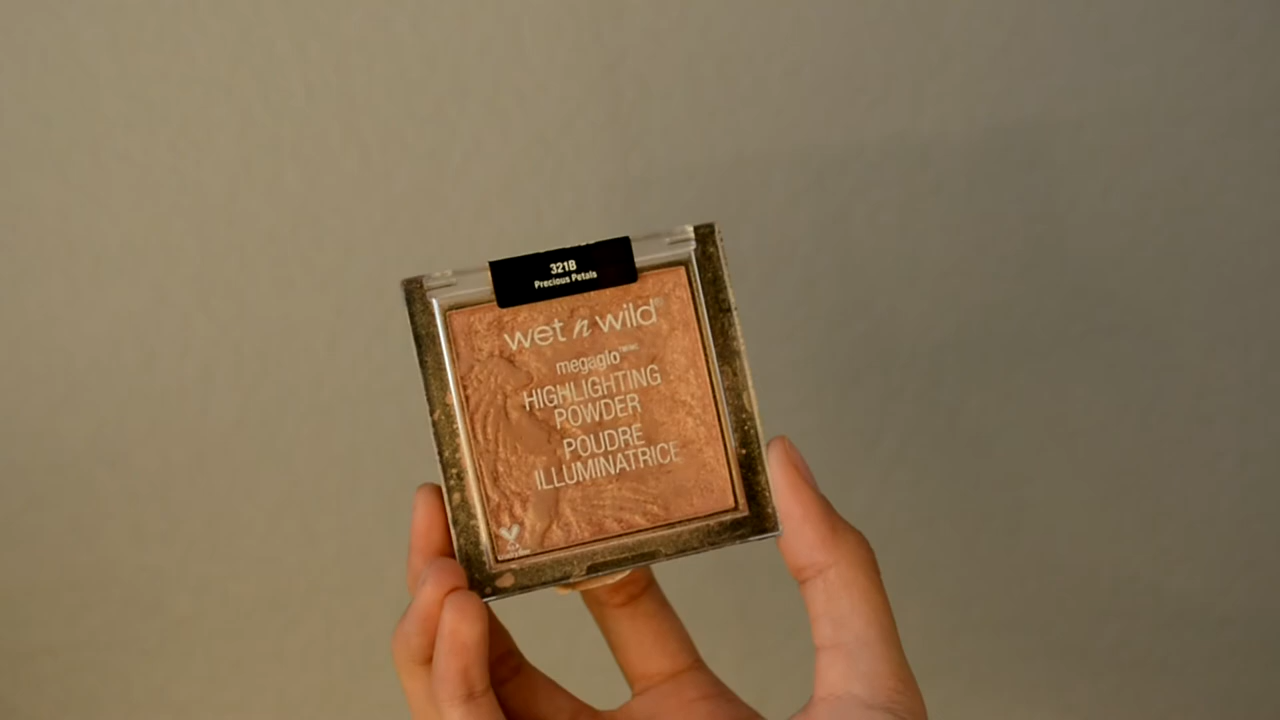 321B
Precious Petals
wet n wild®
megaglo
HIGHLIGHTING
POWDER
POUDRE
ILLUMINATRICE